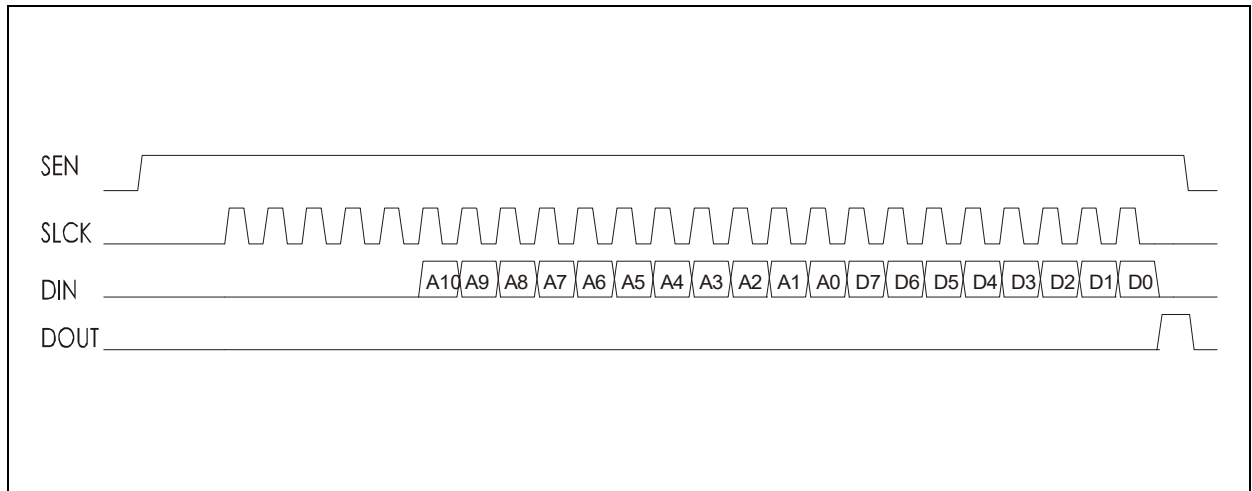 SEN
SLCK
DIN A10 A9 A8 A7 A6 A5 A4 A3 A2 A1 A0 D7 D6 D5 D4 D3 D2 D1 D0
DOUT